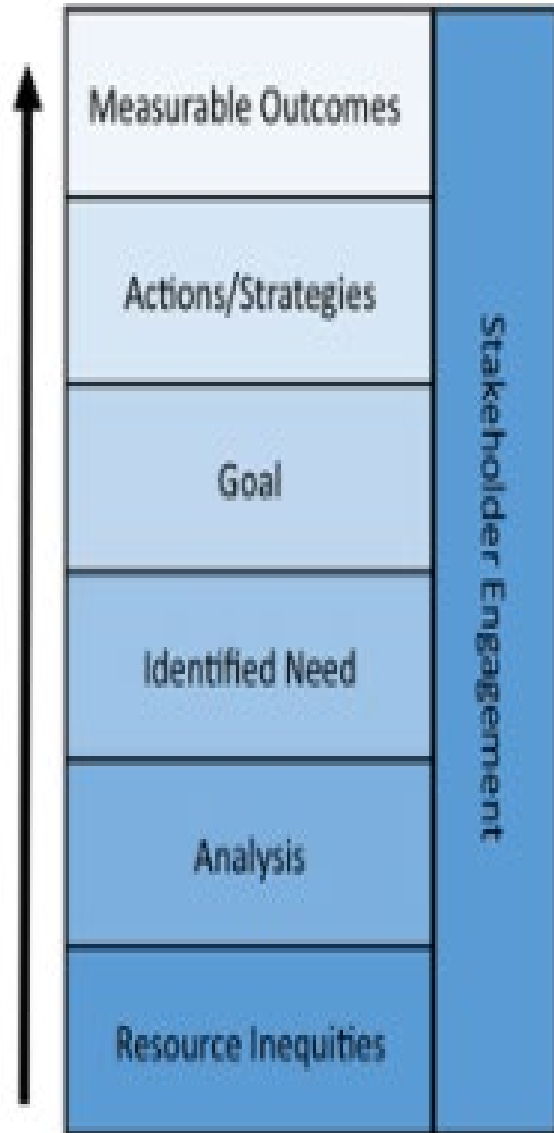 Measurable Outcomes
Actions/Strategies
Goal
Identified Need
Analysis
Resource Inequities
Stakeholder Engagement